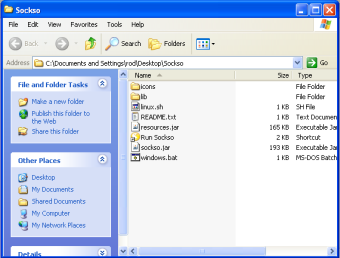 Sockso
File Edit View Favorites Tools Help
Back Search Folders
Address C:\Documents and Settings\rod\Desktop\Sockso Go
File and Folder Tasks
Make a new folder
Publish this folder to
the Web
Share this folder
Other Places
Desktop
My Documents
Shared Documents
My Computer
My Network Places
Details
Name Size Type
icons File Folder
lib File Folder
linux.sh 1 KB SH File
README.txt 1 KB Text Documen
resources.jar 165 KB Executable Jar
Run Sockso 2 KB Shortcut
sockso.jar 193 KB Executable Jar
windows.bat 1 KB MS-DOS Batch